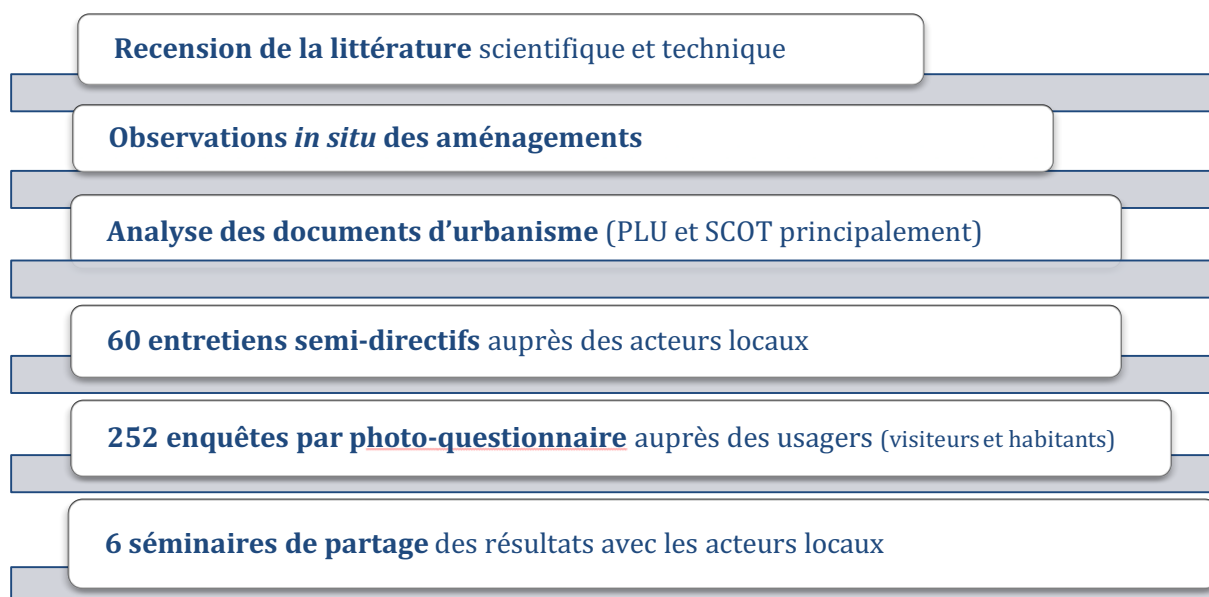 Recension de la littérature scientifique et technique
Observations in situ des aménagements
Analyse des documents d'urbanisme (PLU et SCOT principalement)
60 entretiens semi-directifs auprès des acteurs locaux
252 enquêtes par photo-questionnaire auprès des usagers (visiteurs et habitants)
6 séminaires de partage des résultats avec les acteurs locaux